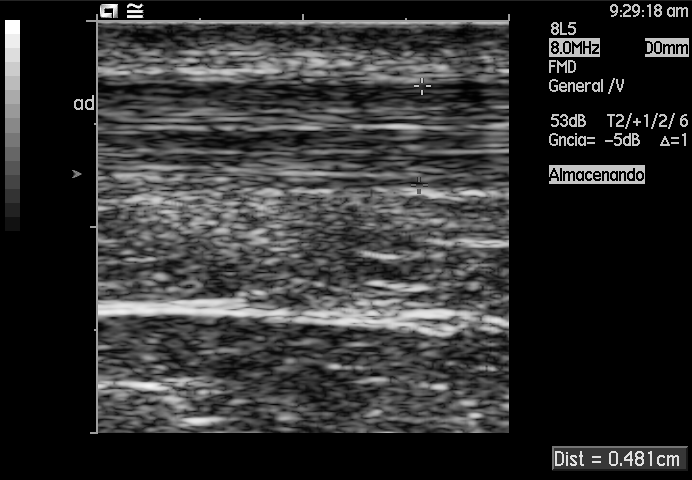 9:29:18 am
8L5
8.0MHz D0mm
FMD
General /V
ad
53dB T2/+1/2/ 6
Gncia= -5dB Δ=1
Almacenando
Dist = 0.481cm